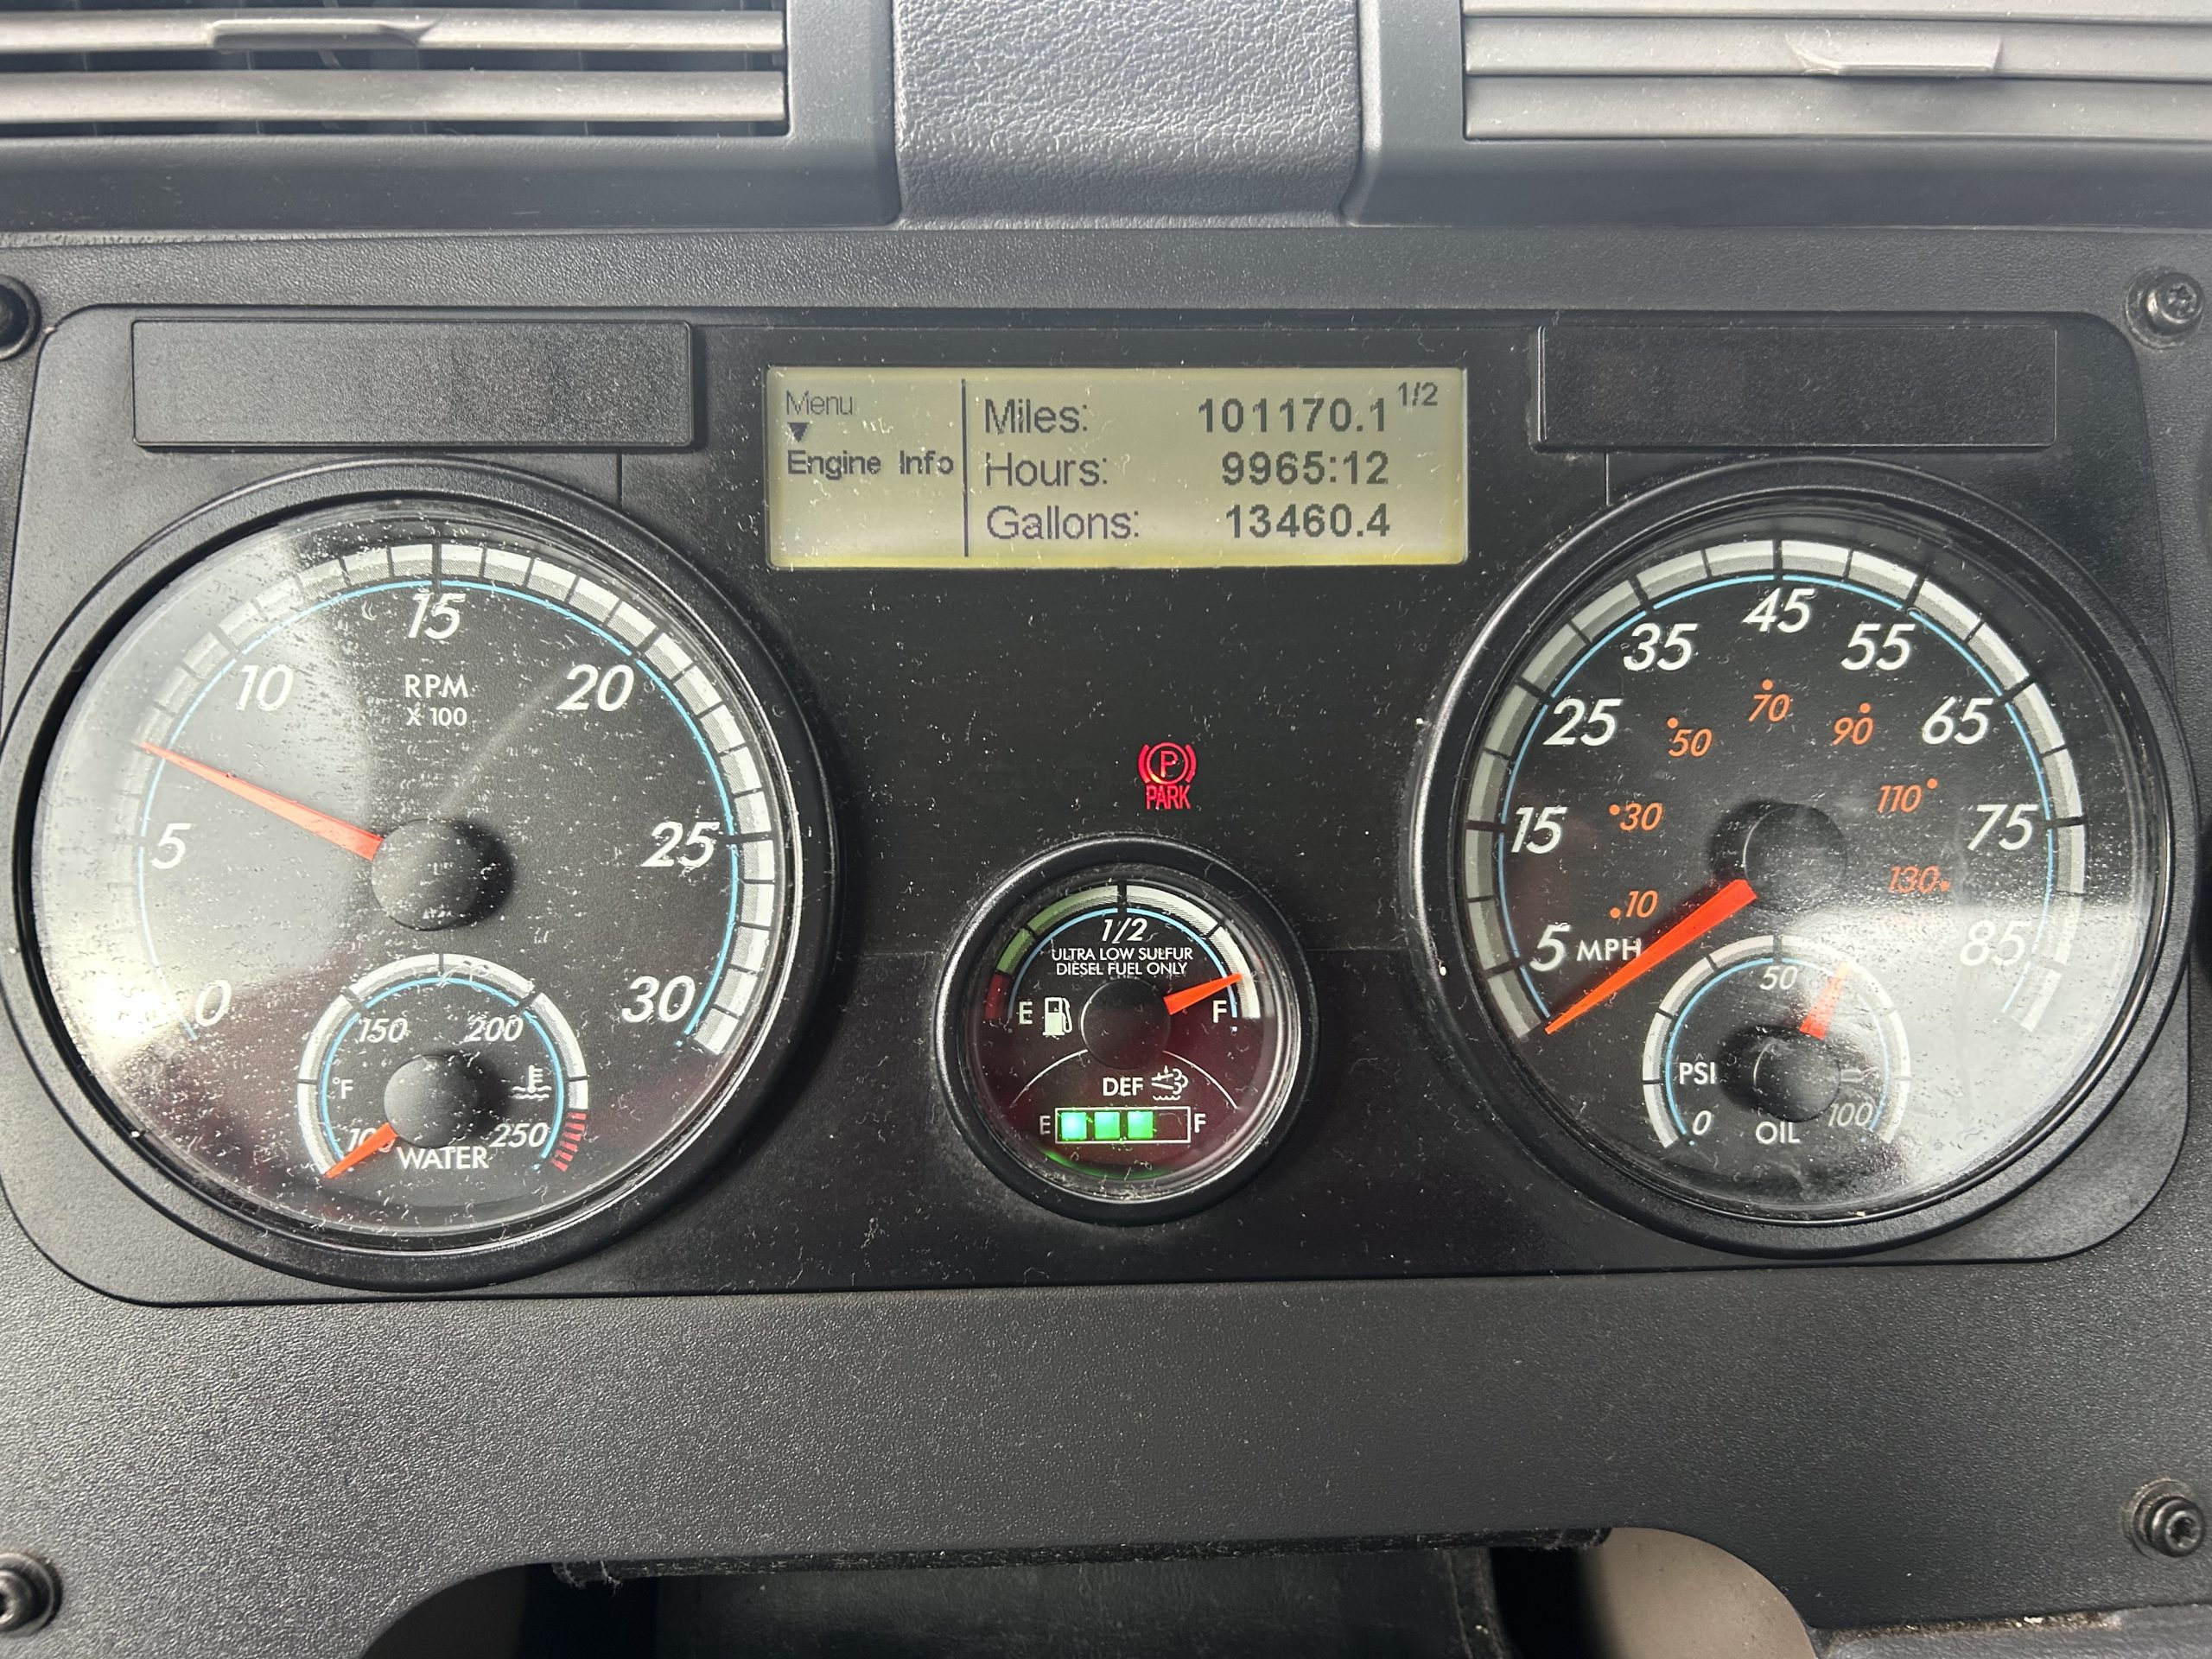 Menu
Engine Info
Miles: 101170.1 1/2
Hours: 9965:12
Gallons: 13460.4
0
5
10
15
20
25
30
RPM
X 100
150
200
°F
250
WATER
P
PARK
1/2
ULTRA LOW SULFUR
DIESEL FUEL ONLY
E F
DEF
E F
5 MPH
15
25
35
45
55
65
75
85
10
30
50
70
90
110
130
50
PSI
0
100
OIL